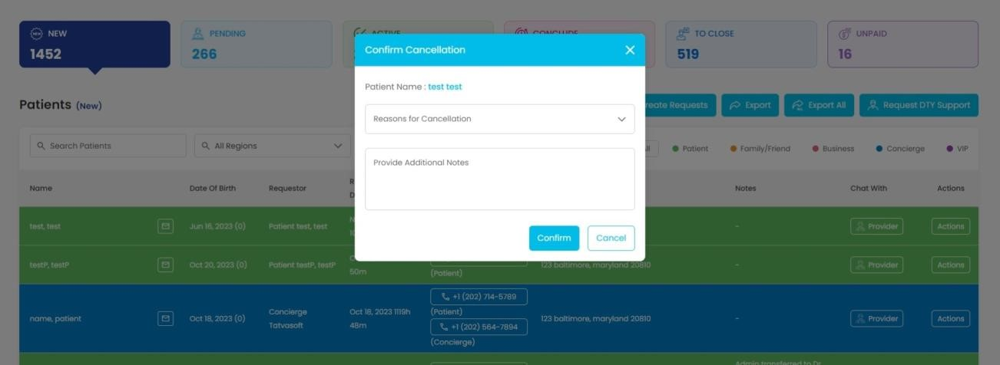 NEW
1452
PENDING
266
ACTIVE
CONCLUDE
TO CLOSE
519
UNPAID
16
Confirm Cancellation
Patient Name : test test
Reasons for Cancellation
Provide Additional Notes
Confirm Cancel
Patients (New)
Requests Export Export All Request DTY Support
Search Patients All Regions Patient Family/Friend Business Concierge VIP
Name Date Of Birth Requestor Notes Chat With Actions
test, test Jun 16, 2023 (0) Patient test, test - Provider Actions
testP, testP Oct 20, 2023 (0) Patient testP, testP 50m (Patient) 123 baltimore, maryland 20810 - Provider Actions
name, patient Oct 18, 2023 (0) Concierge Tatvasoft Oct 18, 2023 1119h 48m
+1 (202) 714-5789
(Patient)
+1 (202) 564-7894
(Concierge)
123 baltimore, maryland 20810 - Provider Actions
Admin transferred to Dr